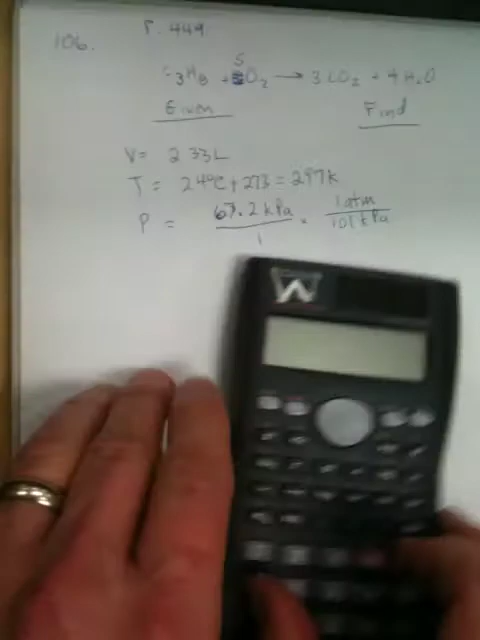 P. 449
106.
C3H8 + 5O2 → 3CO2 + 4H2O
Given Find
V = 2.33L
T = 24°C + 273 = 297K
P = 67.2 kPa / 1 × 1 atm / 101 kPa